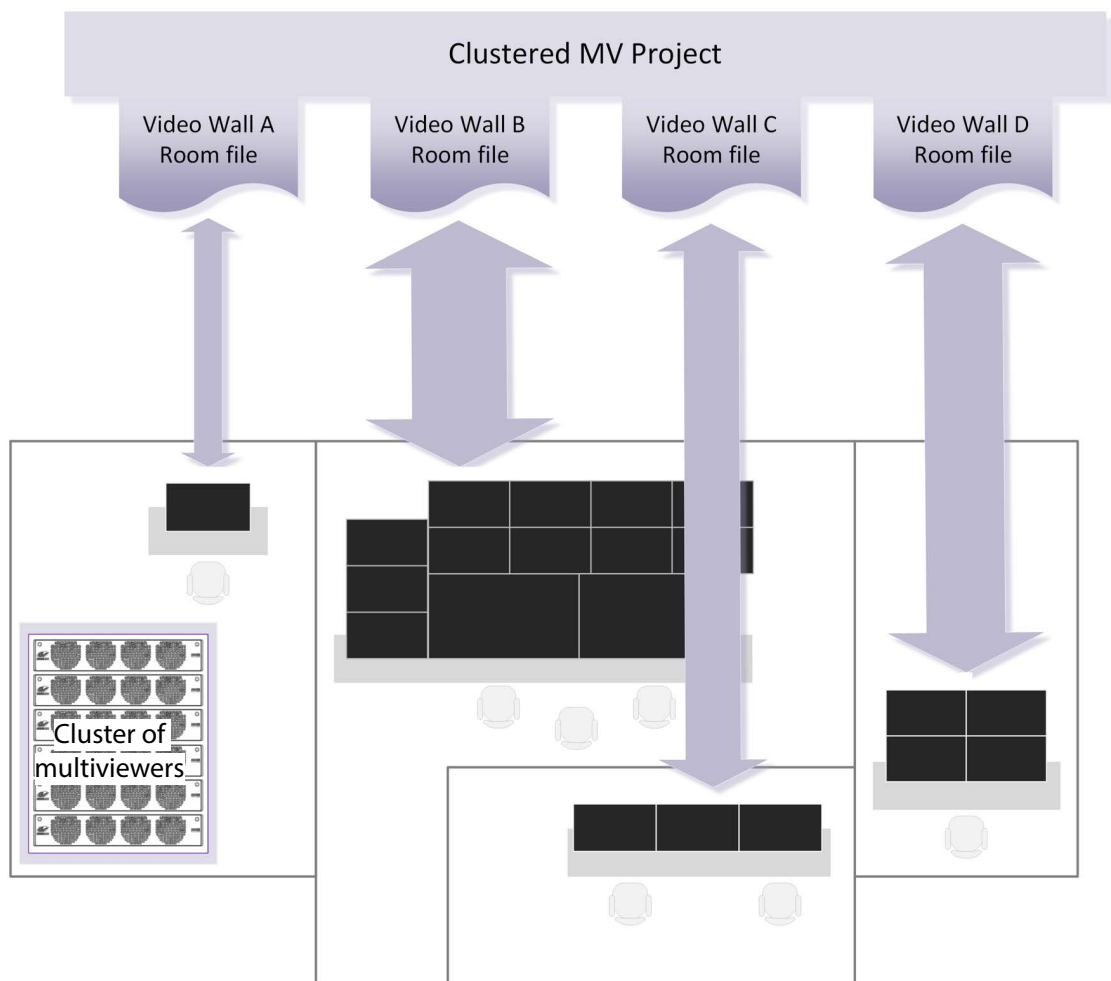 Clustered MV Project
Video Wall A
Room file
Video Wall B
Room file
Video Wall C
Room file
Video Wall D
Room file
Cluster of
multiviewers